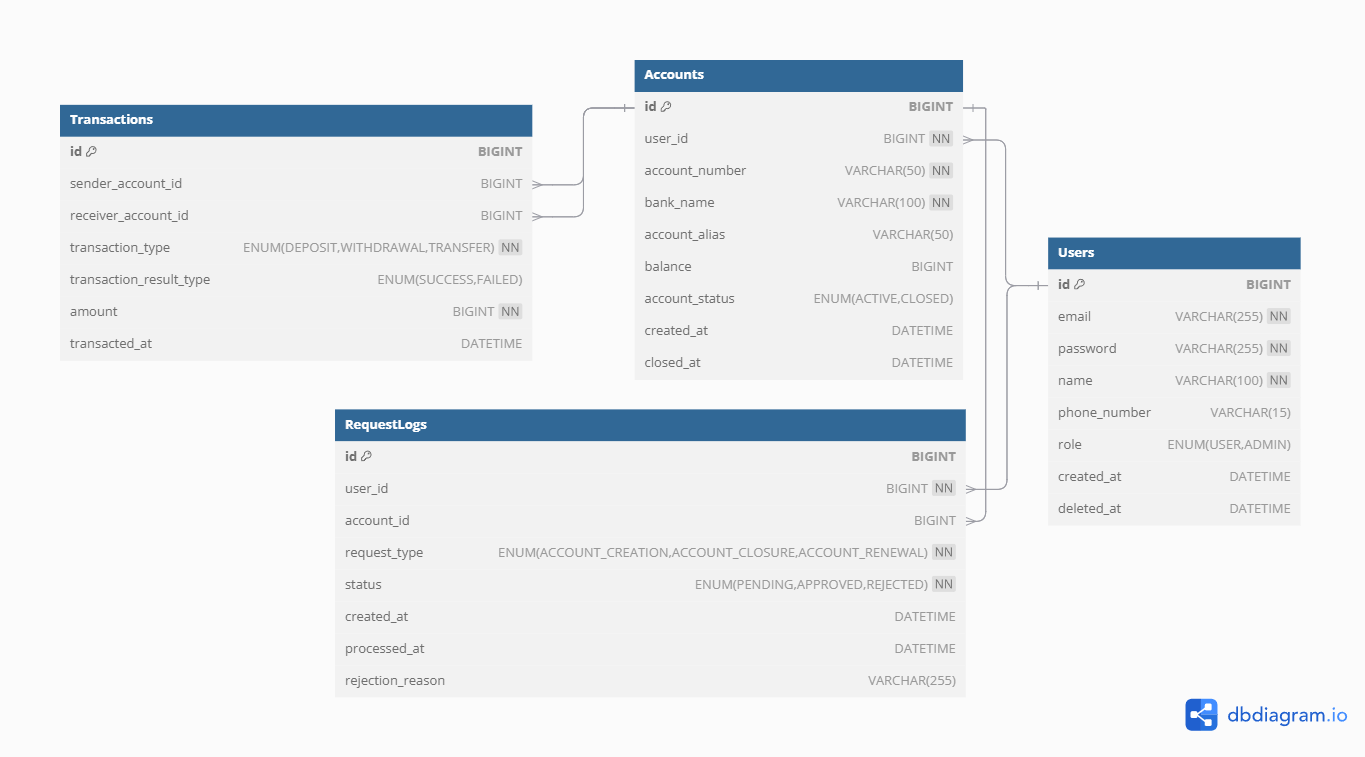 Transactions
id BIGINT
sender_account_id BIGINT
receiver_account_id BIGINT
transaction_type ENUM(DEPOSIT,WITHDRAWAL,TRANSFER) NN
transaction_result_type ENUM(SUCCESS,FAILED)
amount BIGINT NN
transacted_at DATETIME
Accounts
id BIGINT
user_id BIGINT NN
account_number VARCHAR(50) NN
bank_name VARCHAR(100) NN
account_alias VARCHAR(50)
balance BIGINT
account_status ENUM(ACTIVE,CLOSED)
created_at DATETIME
closed_at DATETIME
Users
id BIGINT
email VARCHAR(255) NN
password VARCHAR(255) NN
name VARCHAR(100) NN
phone_number VARCHAR(15)
role ENUM(USER,ADMIN)
created_at DATETIME
deleted_at DATETIME
RequestLogs
id BIGINT
user_id BIGINT NN
account_id BIGINT
request_type ENUM(ACCOUNT_CREATION,ACCOUNT_CLOSURE,ACCOUNT_RENEWAL) NN
status ENUM(PENDING,APPROVED,REJECTED) NN
created_at DATETIME
processed_at DATETIME
rejection_reason VARCHAR(255)
dbdiagram.io